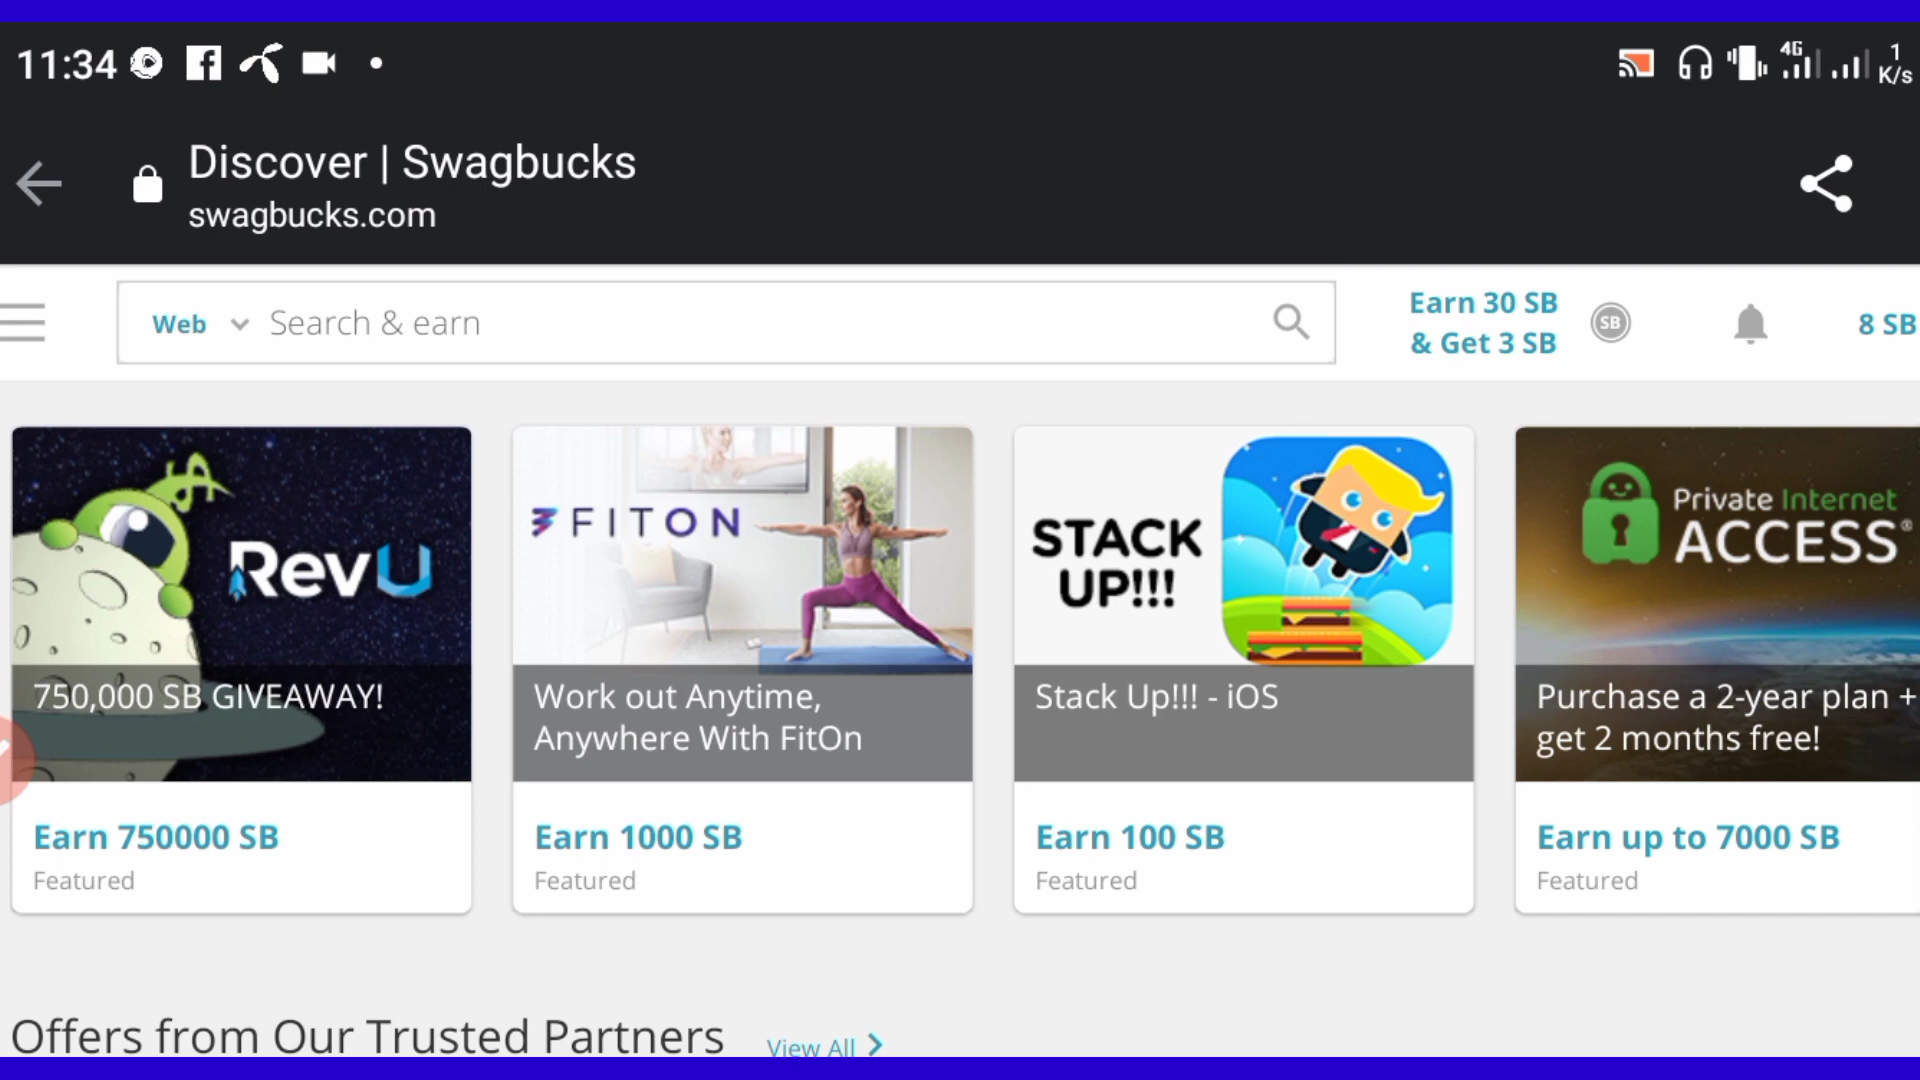 11:34
4G
1
K/s
Discover | Swagbucks
swagbucks.com
Web
Search & earn
Earn 30 SB
& Get 3 SB
SB
8 SB
RevU
750,000 SB GIVEAWAY!
Earn 750000 SB
Featured
FITON
Work out Anytime,
Anywhere With FitOn
Earn 1000 SB
Featured
STACK
UP!!!
Stack Up!!! - iOS
Earn 100 SB
Featured
Private Internet
ACCESS®
Purchase a 2-year plan +
get 2 months free!
Earn up to 7000 SB
Featured
Offers from Our Trusted Partners
View All